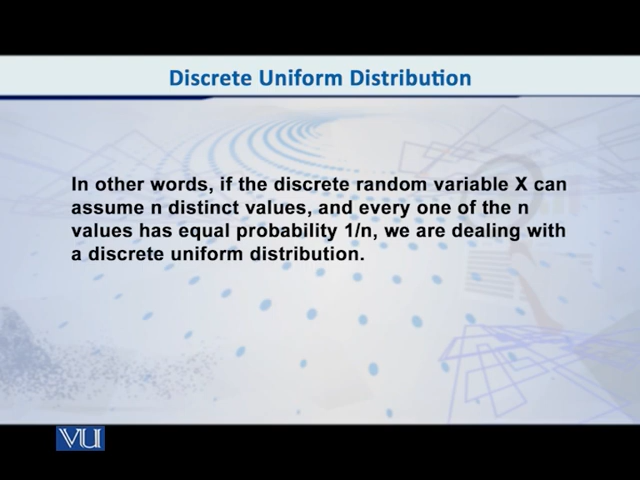 Discrete Uniform Distribution
In other words, if the discrete random variable X can
assume n distinct values, and every one of the n
values has equal probability 1/n, we are dealing with
a discrete uniform distribution.
VU